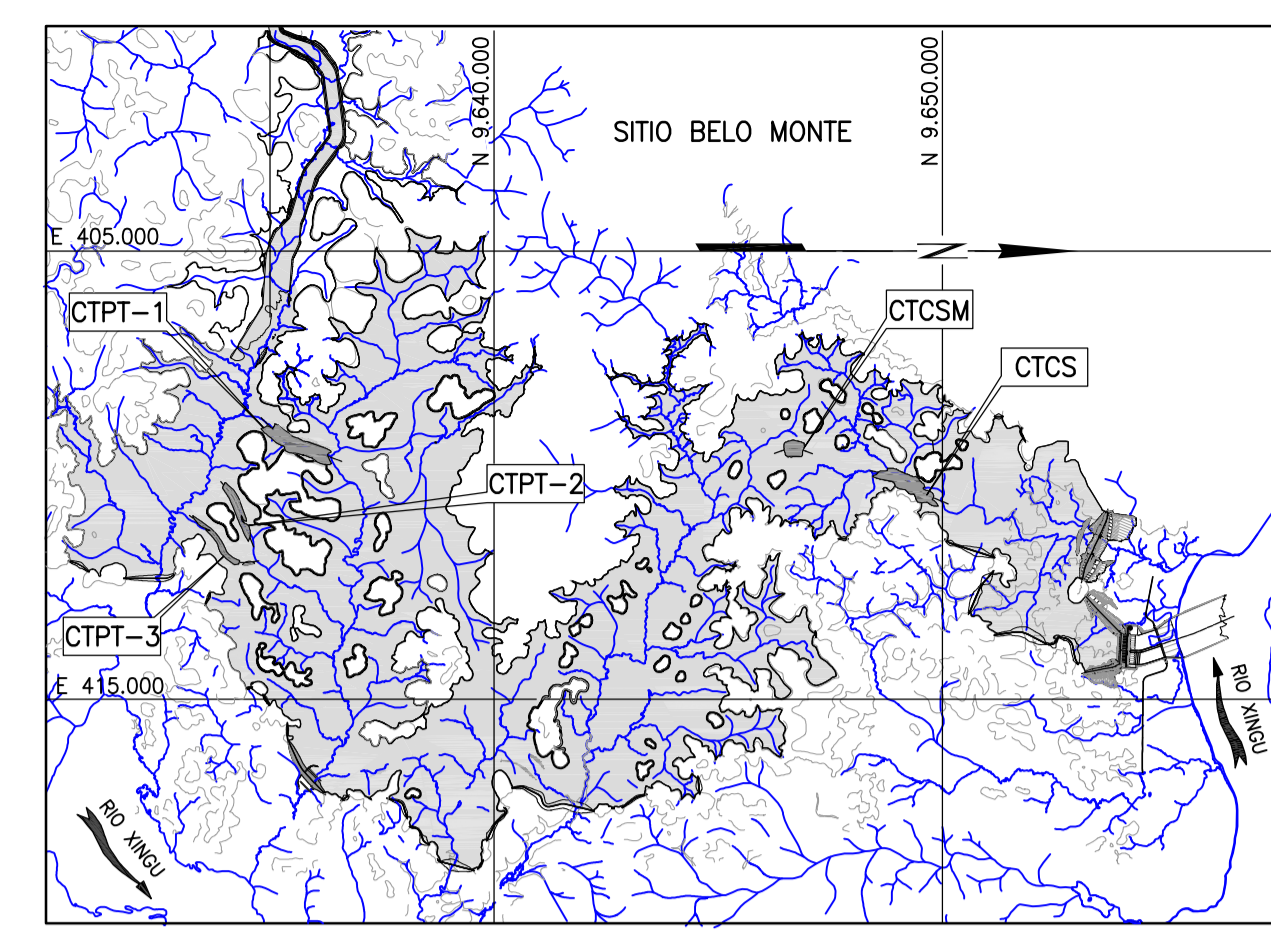 N 9.640.000
N 9.650.000
SITIO BELO MONTE
E 405.000
N
CTPT-1
CTCSM
CTCS
CTPT-2
CTPT-3
E 415.000
RIO XINGU
RIO XINGU